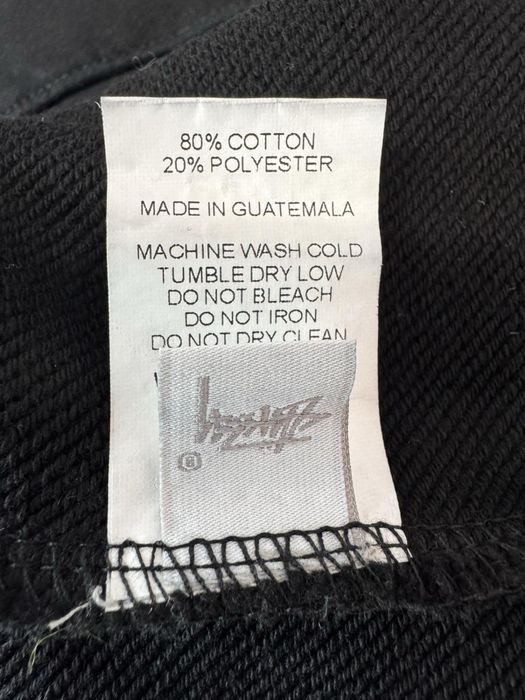 80% COTTON
20% POLYESTER
MADE IN GUATEMALA
MACHINE WASH COLD
TUMBLE DRY LOW
DO NOT BLEACH
DO NOT IRON
DO NOT DRY CLEAN
®